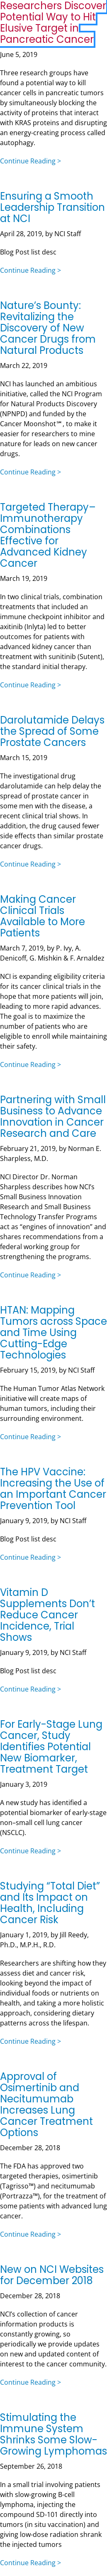 Researchers Discover
Potential Way to Hit
Elusive Target in
Pancreatic Cancer
June 5, 2019
Three research groups have
found a potential way to kill
cancer cells in pancreatic tumors
by simultaneously blocking the
activity of proteins that interact
with KRAS proteins and disrupting
an energy-creating process called
autophagy.
Continue Reading >
Ensuring a Smooth
Leadership Transition
at NCI
April 28, 2019, by NCI Staff
Blog Post list desc
Continue Reading >
Nature's Bounty:
Revitalizing the
Discovery of New
Cancer Drugs from
Natural Products
March 22, 2019
NCI has launched an ambitious
initiative, called the NCI Program
for Natural Products Discovery
(NPNPD) and funded by the
Cancer Moonshot℠, to make it
easier for researchers to mine
nature for leads on new cancer
drugs.
Continue Reading >
Targeted Therapy–
Immunotherapy
Combinations
Effective for
Advanced Kidney
Cancer
March 19, 2019
In two clinical trials, combination
treatments that included an
immune checkpoint inhibitor and
axitinib (Inlyta) led to better
outcomes for patients with
advanced kidney cancer than
treatment with sunitinib (Sutent),
the standard initial therapy.
Continue Reading >
Darolutamide Delays
the Spread of Some
Prostate Cancers
March 15, 2019
The investigational drug
darolutamide can help delay the
spread of prostate cancer in
some men with the disease, a
recent clinical trial shows. In
addition, the drug caused fewer
side effects than similar prostate
cancer drugs.
Continue Reading >
Making Cancer
Clinical Trials
Available to More
Patients
March 7, 2019, by P. Ivy, A.
Denicoff, G. Mishkin & F. Arnaldez
NCI is expanding eligibility criteria
for its cancer clinical trials in the
hope that more patients will join,
leading to more rapid advances.
The goal is to maximize the
number of patients who are
eligible to enroll while maintaining
their safety.
Continue Reading >
Partnering with Small
Business to Advance
Innovation in Cancer
Research and Care
February 21, 2019, by Norman E.
Sharpless, M.D.
NCI Director Dr. Norman
Sharpless describes how NCI's
Small Business Innovation
Research and Small Business
Technology Transfer Programs
act as "engines of innovation" and
shares recommendations from a
federal working group for
strengthening the programs.
Continue Reading >
HTAN: Mapping
Tumors across Space
and Time Using
Cutting-Edge
Technologies
February 15, 2019, by NCI Staff
The Human Tumor Atlas Network
initiative will create maps of
human tumors, including their
surrounding environment.
Continue Reading >
The HPV Vaccine:
Increasing the Use of
an Important Cancer
Prevention Tool
January 9, 2019, by NCI Staff
Blog Post list desc
Continue Reading >
Vitamin D
Supplements Don't
Reduce Cancer
Incidence, Trial
Shows
January 9, 2019, by NCI Staff
Blog Post list desc
Continue Reading >
For Early-Stage Lung
Cancer, Study
Identifies Potential
New Biomarker,
Treatment Target
January 3, 2019
A new study has identified a
potential biomarker of early-stage
non–small cell lung cancer
(NSCLC).
Continue Reading >
Studying "Total Diet"
and Its Impact on
Health, Including
Cancer Risk
January 1, 2019, by Jill Reedy,
Ph.D., M.P.H., R.D.
Researchers are shifting how they
assess diet and cancer risk,
looking beyond the impact of
individual foods or nutrients on
health, and taking a more holistic
approach, considering dietary
patterns across the lifespan.
Continue Reading >
Approval of
Osimertinib and
Necitumumab
Increases Lung
Cancer Treatment
Options
December 28, 2018
The FDA has approved two
targeted therapies, osimertinib
(Tagrisso™) and necitumumab
(Portrazza™), for the treatment of
some patients with advanced lung
cancer.
Continue Reading >
New on NCI Websites
for December 2018
December 28, 2018
NCI's collection of cancer
information products is
constantly growing, so
periodically we provide updates
on new and updated content of
interest to the cancer community.
Continue Reading >
Stimulating the
Immune System
Shrinks Some Slow-
Growing Lymphomas
September 26, 2018
In a small trial involving patients
with slow-growing B-cell
lymphoma, injecting the
compound SD-101 directly into
tumors (in situ vaccination) and
giving low-dose radiation shrank
the injected tumors
Continue Reading >